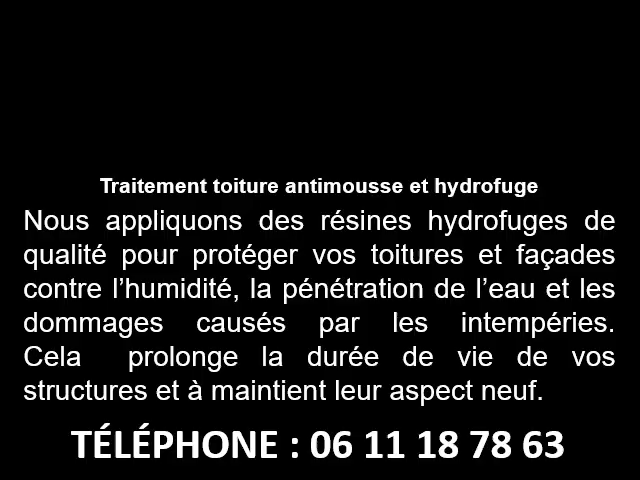 Traitement toiture antimousse et hydrofuge
Nous appliquons des résines hydrofuges de
qualité pour protéger vos toitures et façades
contre l’humidité, la pénétration de l’eau et les
dommages causés par les intempéries.
Cela prolonge la durée de vie de vos
structures et à maintient leur aspect neuf.
TÉLÉPHONE : 06 11 18 78 63